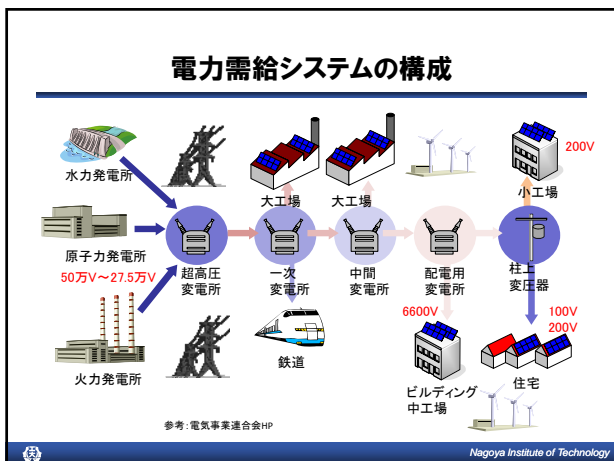 電力需給システムの構成
水力発電所
原子力発電所
50万V～27.5万V
火力発電所
超高圧
変電所
大工場
一次
変電所
鉄道
大工場
中間
変電所
配電用
変電所
6600V
ビルディング
中工場
200V
小工場
柱上
変圧器
100V
200V
住宅
参考：電気事業連合会HP
Nagoya Institute of Technology